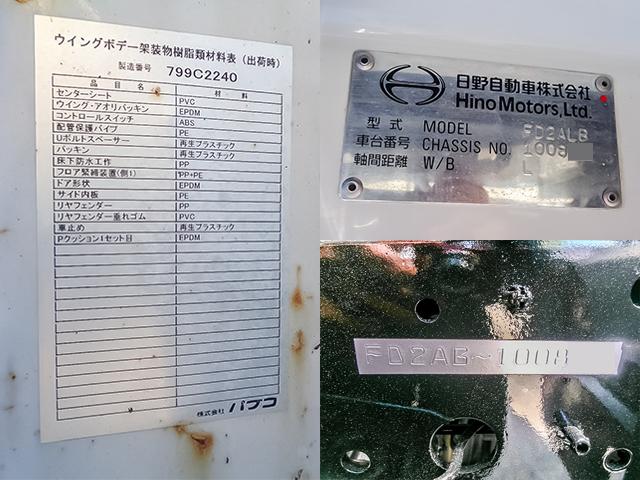 ウイングボデー架装物樹脂類材料表（出荷時）
製造番号 799C2240
品目名 材料
センターシート PVC
ウイング・アオリパッキン EPDM
コントロールスイッチ ABS
配管保護パイプ PE
Uボルトスペーサー 再生プラスチック
パッキン 再生プラスチック
床下防水工作 PP
フロア緊締装置(側1) PP+PE
ドア形状 EPDM
サイド内板 PE
リヤフェンダー PP
リヤフェンダー垂れゴム PVC
車止め 再生プラスチック
Pクッション1セット目 EPDM
株式会社 パブコ
日野自動車株式会社
Hino Motors, Ltd.
型式 MODEL FD2ALB
車台番号 CHASSIS NO. 1008
軸間距離 W/B L
FD2AB~1008